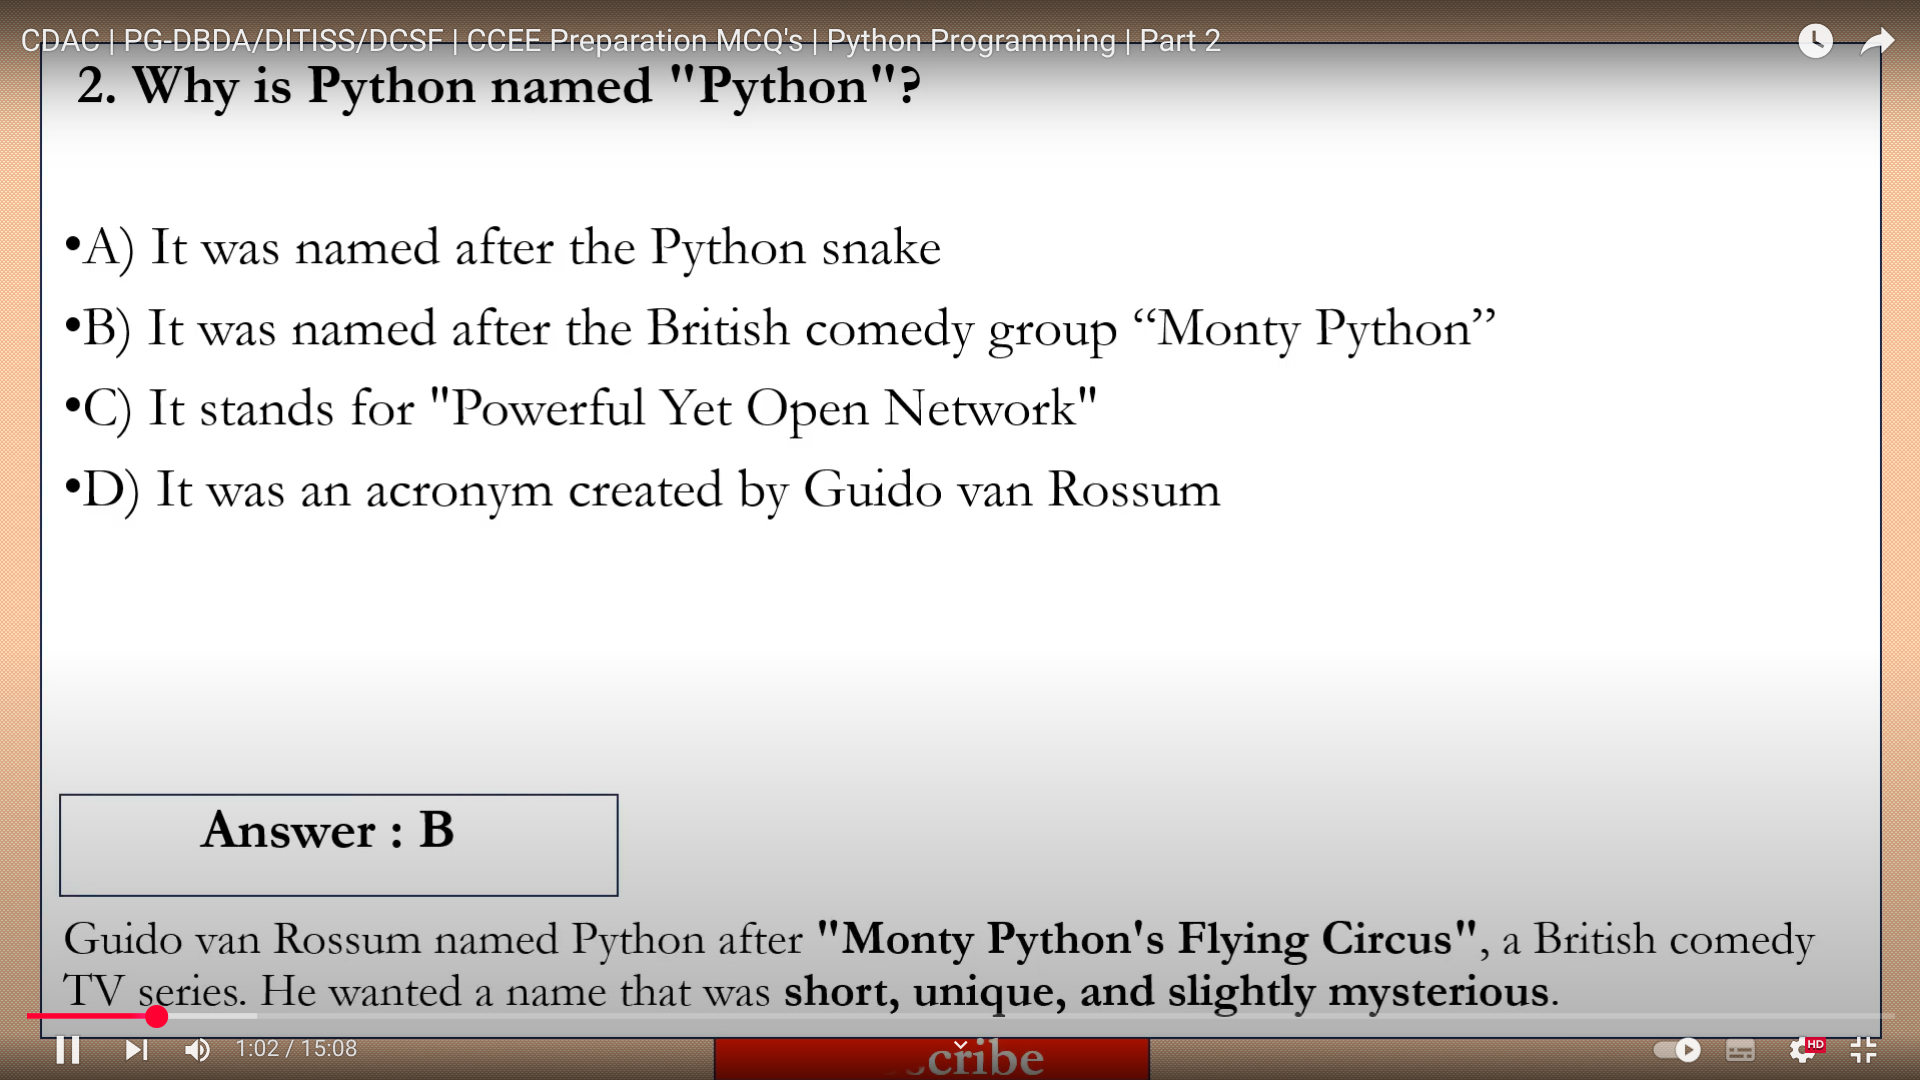 CDAC | PG-DBDA/DITISS/DCSF | CCEE Preparation MCQ's | Python Programming | Part 2
2. Why is Python named "Python"?
•A) It was named after the Python snake
•B) It was named after the British comedy group “Monty Python”
•C) It stands for "Powerful Yet Open Network"
•D) It was an acronym created by Guido van Rossum
Answer : B
Guido van Rossum named Python after "Monty Python's Flying Circus", a British comedy
TV series. He wanted a name that was short, unique, and slightly mysterious.
1:02 / 15:08
HD